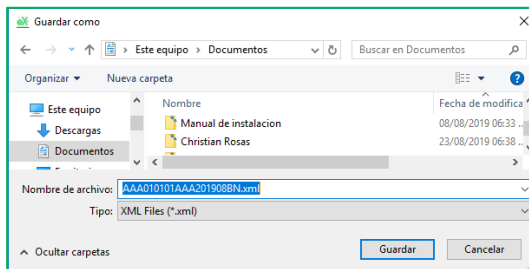 Guardar como
Este equipo > Documentos
Buscar en Documentos
Organizar
Nueva carpeta
Este equipo
Descargas
Documentos
Nombre
Fecha de modifica
Manual de instalacion
08/08/2019 06:33 ..
Christian Rosas
23/08/2019 06:38 ..
Nombre de archivo: AAA010101AAA201908BN.xml
Tipo: XML Files (*.xml)
Ocultar carpetas
Guardar
Cancelar